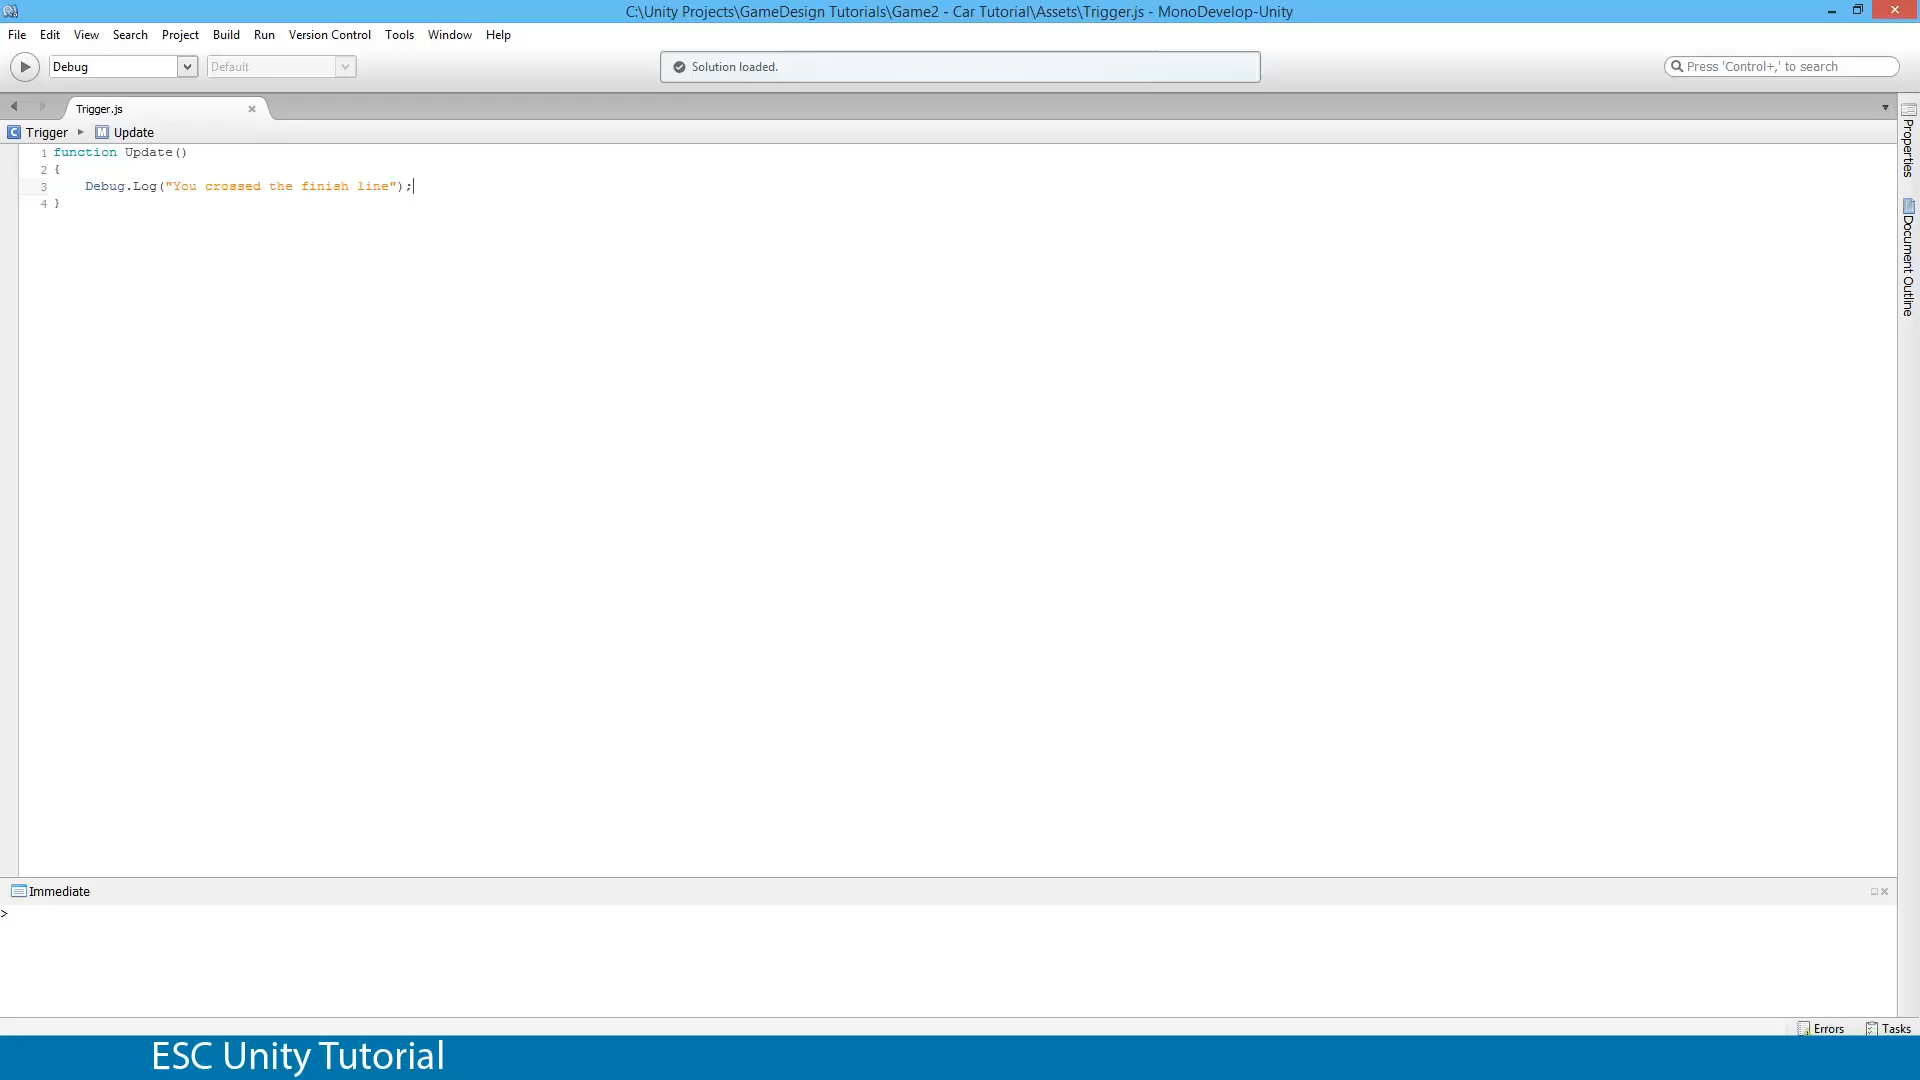 C:\Unity Projects\GameDesign Tutorials\Game2 - Car Tutorial\Assets\Trigger.js - MonoDevelop-Unity
File Edit View Search Project Build Run Version Control Tools Window Help
Debug Default Solution loaded. Press 'Control+,' to search
Trigger.js
Trigger Update
1 function Update()
2 {
3 Debug.Log("You crossed the finish line");
4 }
Properties
Document Outline
Immediate
>
Errors Tasks
ESC Unity Tutorial